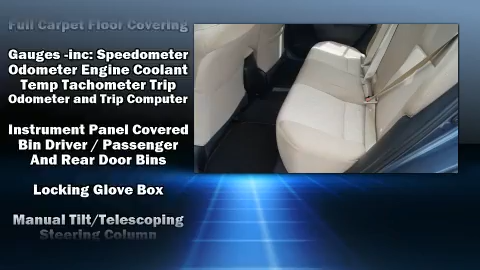 Full Carpet Floor Covering
Gauges -inc: Speedometer
Odometer Engine Coolant
Temp Tachometer Trip
Odometer and Trip Computer
Instrument Panel Covered
Bin Driver / Passenger
And Rear Door Bins
Locking Glove Box
Manual Tilt/Telescoping
Steering Column